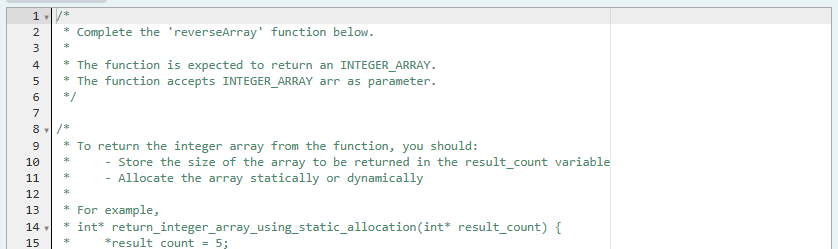 1 /*
2  * Complete the 'reverseArray' function below.
3  *
4  * The function is expected to return an INTEGER_ARRAY.
5  * The function accepts INTEGER_ARRAY arr as parameter.
6  */
7
8 /*
9  * To return the integer array from the function, you should:
10  *     - Store the size of the array to be returned in the result_count variable
11  *     - Allocate the array statically or dynamically
12  *
13  * For example,
14  * int* return_integer_array_using_static_allocation(int* result_count) {
15  *     *result_count = 5;